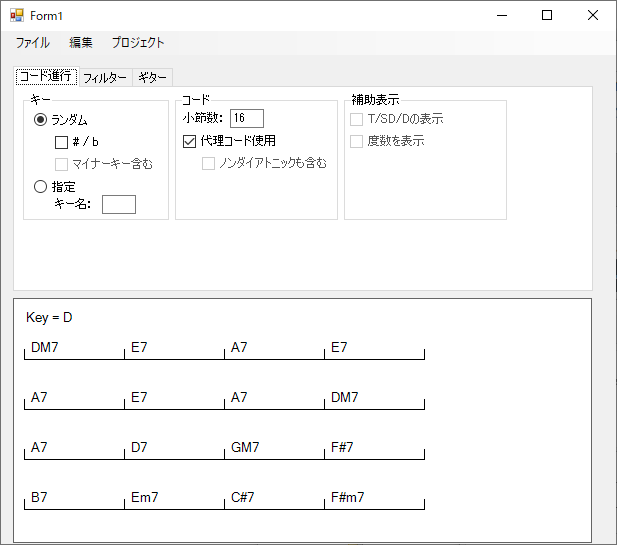 Form1
ファイル 編集 プロジェクト
コード進行 フィルター ギター
キー
ランダム
# / b
マイナーキー含む
指定
キー名:
コード
小節数: 16
代理コード使用
ノンダイアトニックも含む
補助表示
T/SD/Dの表示
度数を表示
Key = D
DM7 E7 A7 E7
A7 E7 A7 DM7
A7 D7 GM7 F#7
B7 Em7 C#7 F#m7